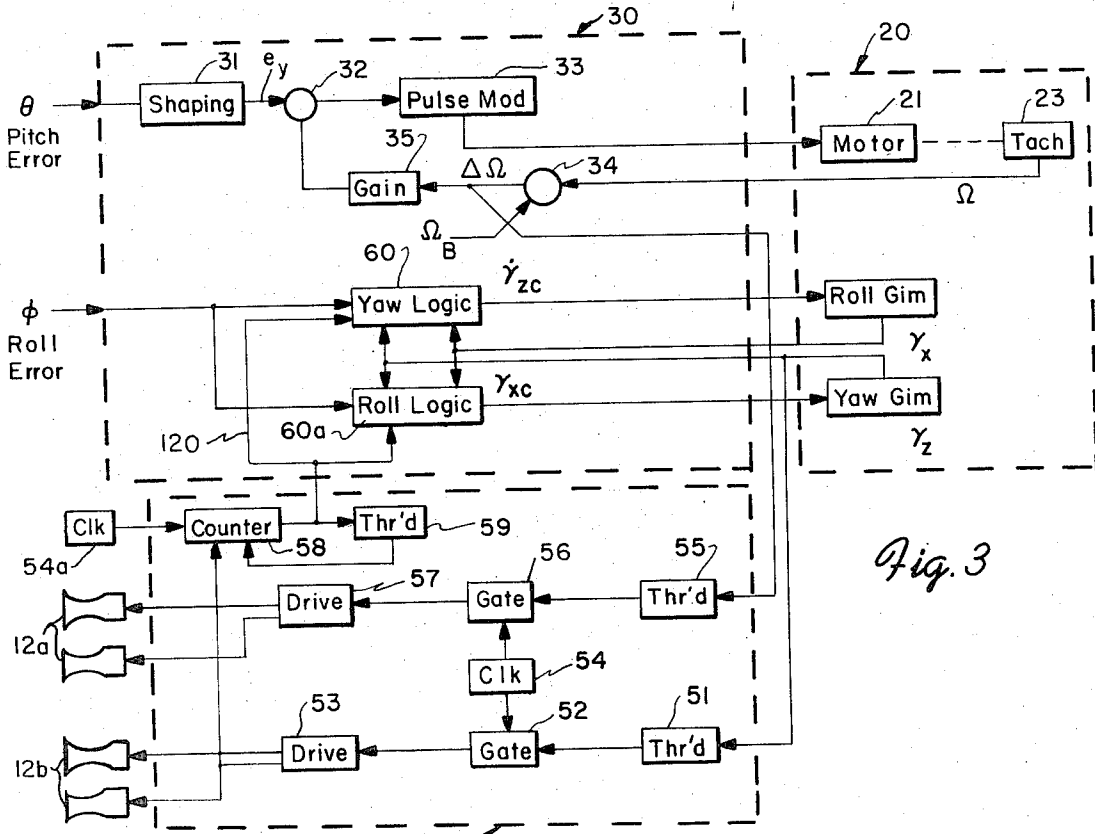 30
31
e_y
32
33
20
θ
Pitch
Error
Shaping
Pulse Mod
21
23
Motor
Tach
35
34
Gain
ΔΩ
Ω
Ω_B
60
γ̇_zc
ϕ
Roll
Error
Yaw Logic
Roll Gim
γ_x
γ_xc
Roll Logic
Yaw Gim
γ_z
120
60a
Clk
54a
Counter
58
Thr'd
59
56
55
57
Fig. 3
Drive
Gate
Thr'd
12a
Clk
54
53
52
51
Drive
Gate
Thr'd
12b